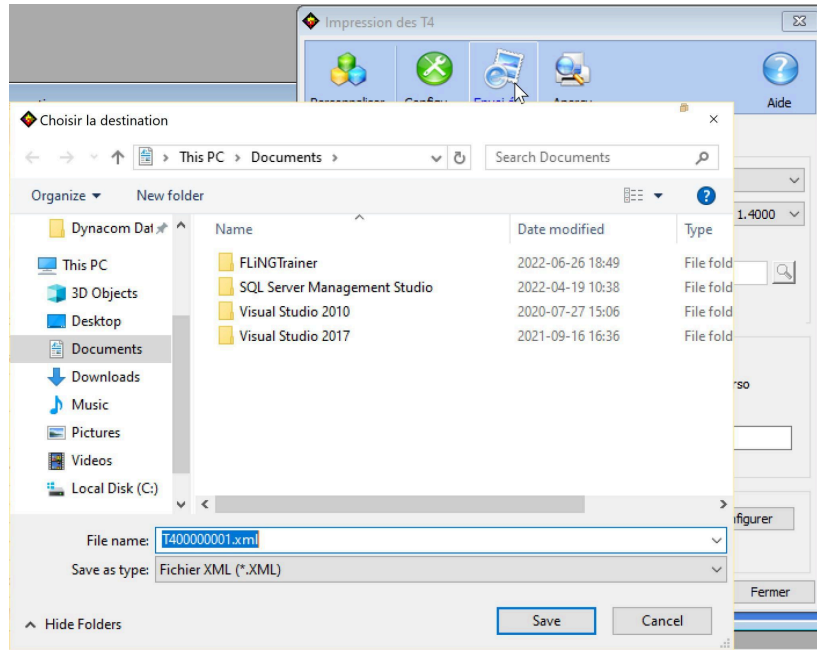 Impression des T4
Aide
Choisir la destination
This PC > Documents >
Search Documents
Organize
New folder
1.4000
Dynacom Dat
This PC
3D Objects
Desktop
Documents
Downloads
Music
Pictures
Videos
Local Disk (C:)
Name Date modified Type
FLiNGTrainer 2022-06-26 18:49 File fold
SQL Server Management Studio 2022-04-19 10:38 File fold
Visual Studio 2010 2020-07-27 15:06 File fold
Visual Studio 2017 2021-09-16 16:36 File fold
rso
nfigurer
File name: T400000001.xml
Save as type: Fichier XML (*.XML)
Fermer
Hide Folders
Save
Cancel